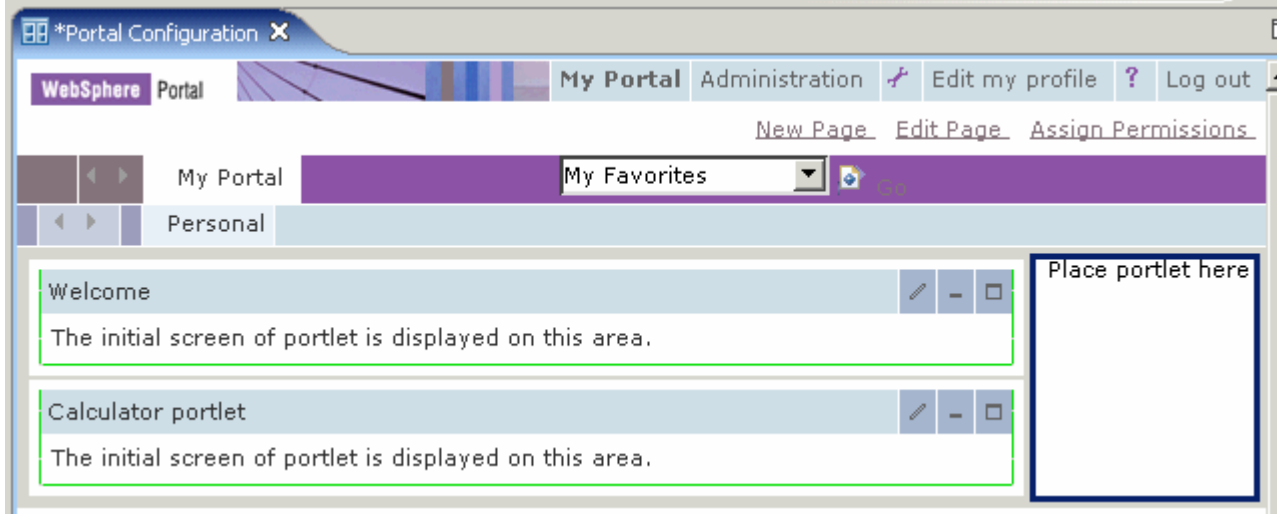 *Portal Configuration
WebSphere Portal My Portal Administration Edit my profile ? Log out
New Page Edit Page Assign Permissions
My Portal My Favorites Go
Personal
Place portlet here
Welcome
The initial screen of portlet is displayed on this area.
Calculator portlet
The initial screen of portlet is displayed on this area.